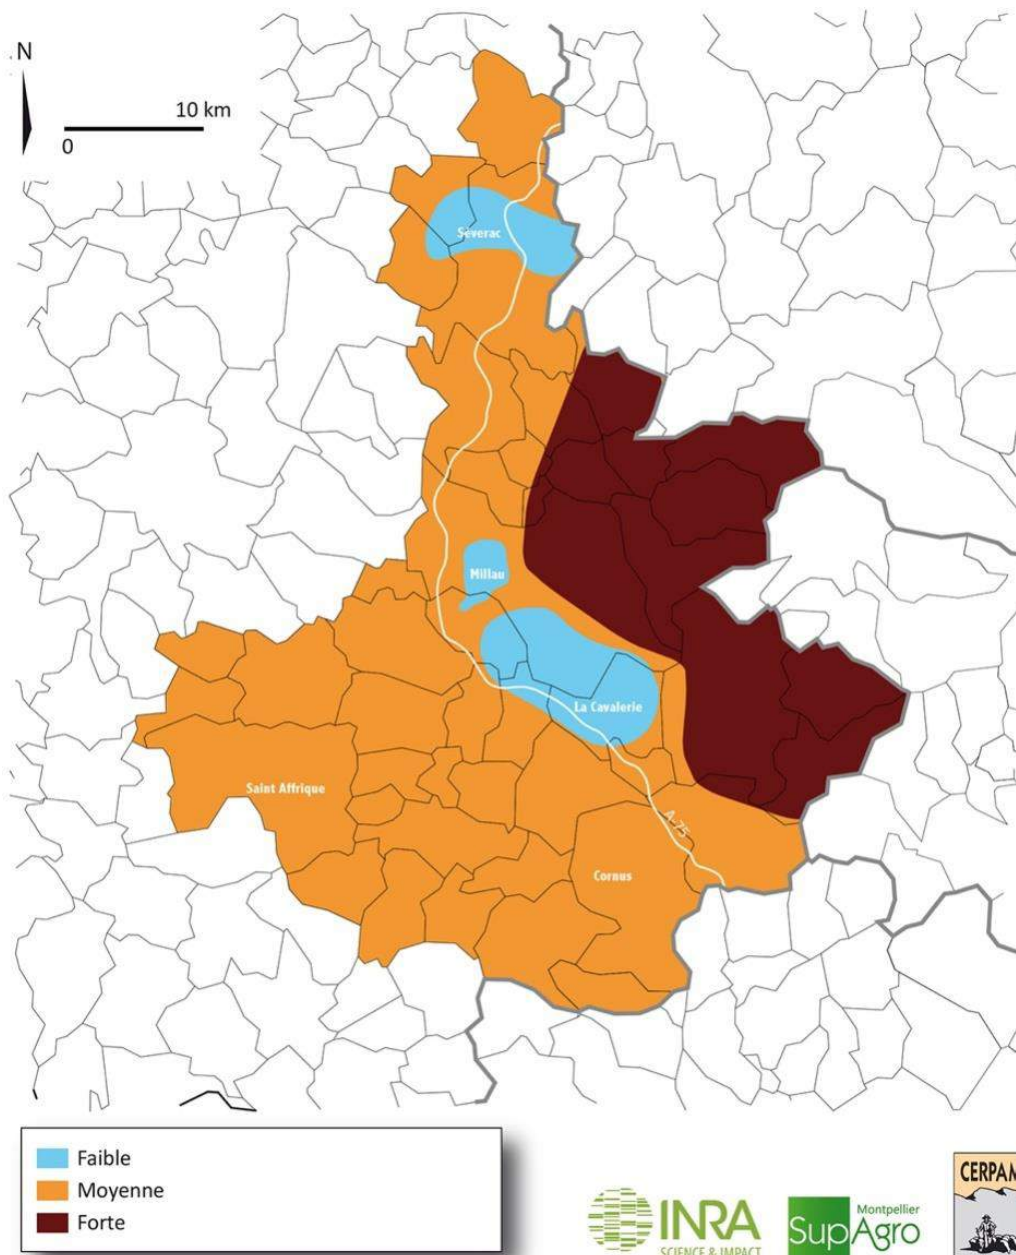 N
10 km
0
Séverac
Millau
La Cavalerie
Saint Affrique
A-75
Cornus
Faible
Moyenne
Forte
INRA
SCIENCE & IMPACT
Montpellier
SupAgro
CERPAM